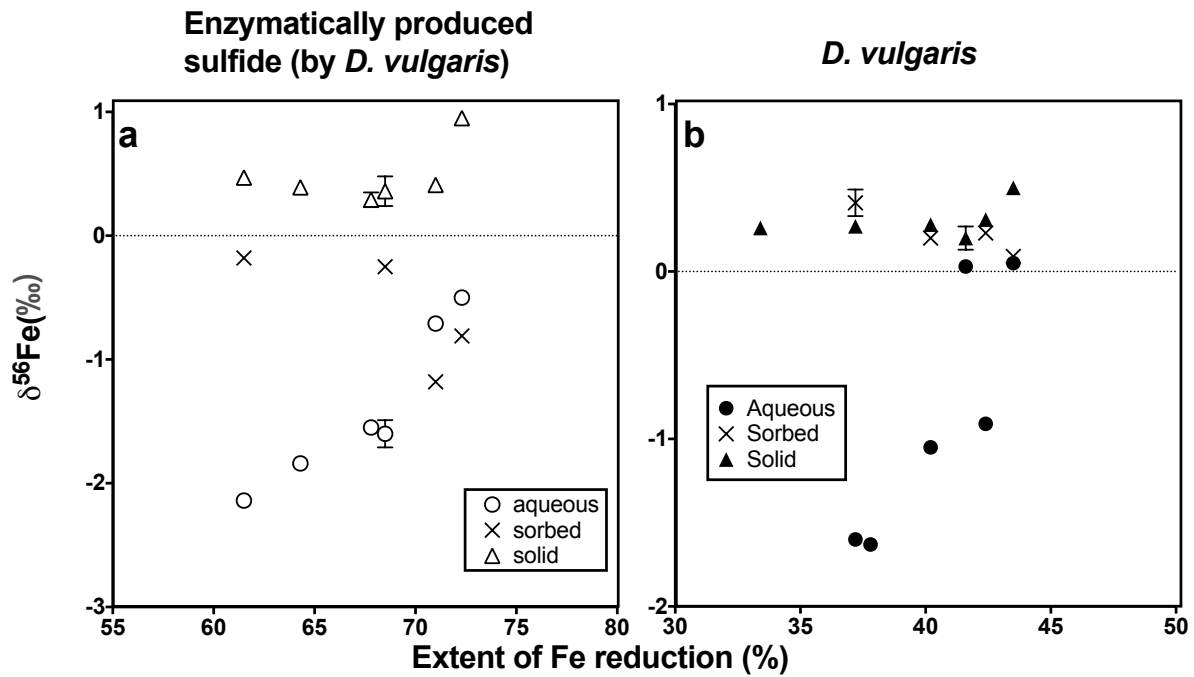 Enzymatically produced
sulfide (by D. vulgaris)
D. vulgaris
a
b
δ⁵⁶Fe(‰)
1
0
-1
-2
-3
1
0
-1
-2
aqueous
sorbed
solid
Aqueous
Sorbed
Solid
55 60 65 70 75 80
30 35 40 45 50
Extent of Fe reduction (%)